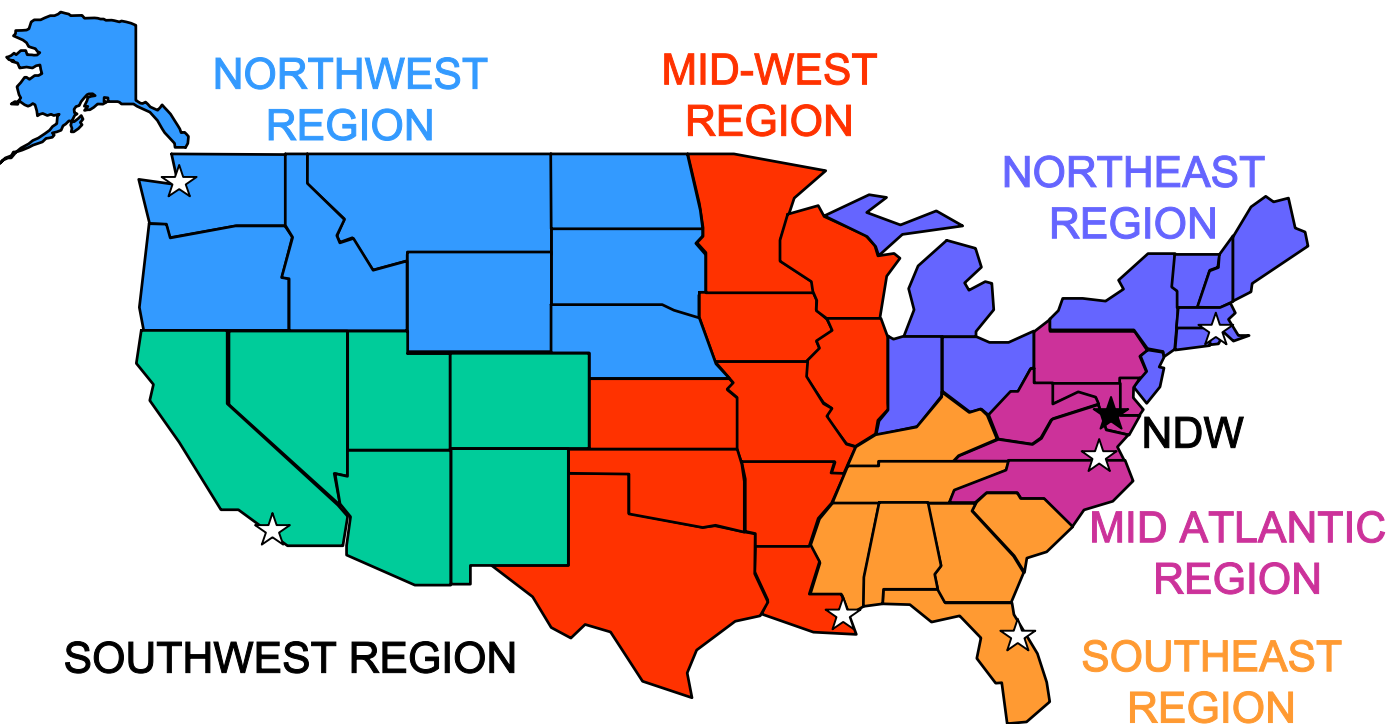 NORTHWEST
REGION
MID-WEST
REGION
NORTHEAST
REGION
NDW
MID ATLANTIC
REGION
SOUTHWEST REGION
SOUTHEAST
REGION